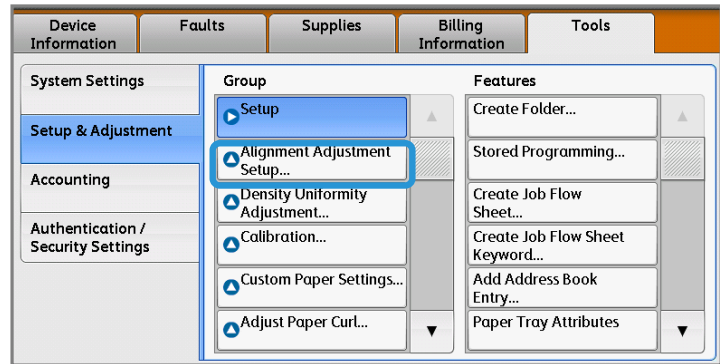 Device
Information
Faults
Supplies
Billing
Information
Tools
System Settings
Setup & Adjustment
Accounting
Authentication /
Security Settings
Group
Setup
Alignment Adjustment
Setup...
Density Uniformity
Adjustment...
Calibration...
Custom Paper Settings...
Adjust Paper Curl...
Features
Create Folder...
Stored Programming...
Create Job Flow
Sheet...
Create Job Flow Sheet
Keyword...
Add Address Book
Entry...
Paper Tray Attributes